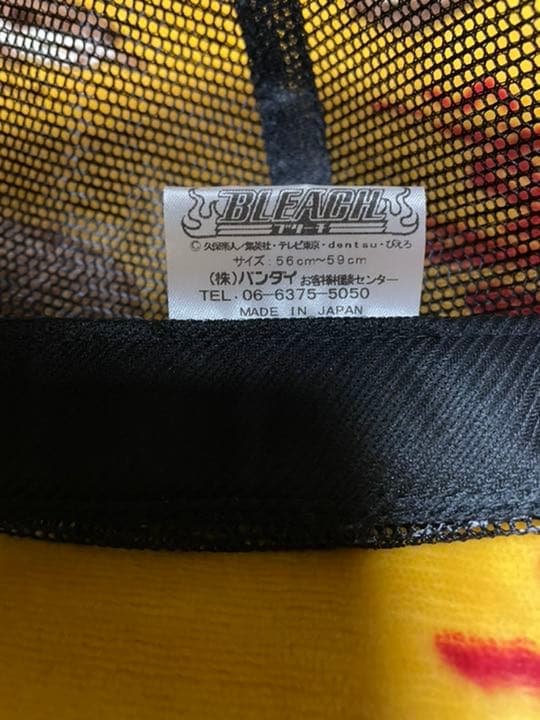 BLEACH
ブリーチ
© 久保帯人／集英社・テレビ東京・dentsu・ぴえろ
サイズ：56cm～59cm
(株)バンダイ お客様相談センター
TEL．06-6375-5050
MADE IN JAPAN